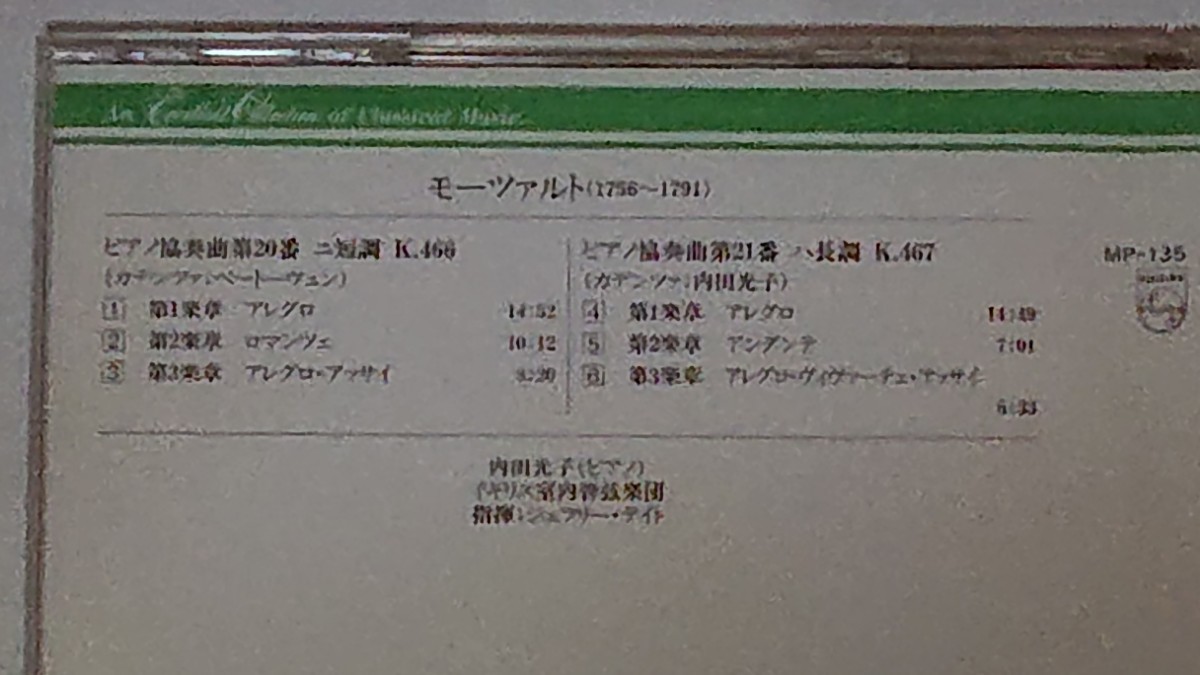 An Excellent Collection of Classical Music
モーツァルト(1756～1791)
ピアノ協奏曲第20番 ニ短調 K.466
(カデンツァ:ベートーヴェン)
1 第1楽章 アレグロ 14:52
2 第2楽章 ロマンツェ 10:12
3 第3楽章 アレグロ・アッサイ
ピアノ協奏曲第21番 ハ長調 K.467
(カデンツァ:内田光子)
4 第1楽章 アレグロ 14:49
5 第2楽章 アンダンテ 7:01
6 第3楽章 アレグロ・ヴィヴァーチェ・アッサイ
6:33
MP-135
内田光子(ピアノ)
イギリス室内管弦楽団
指揮:ジェフリー・テイト